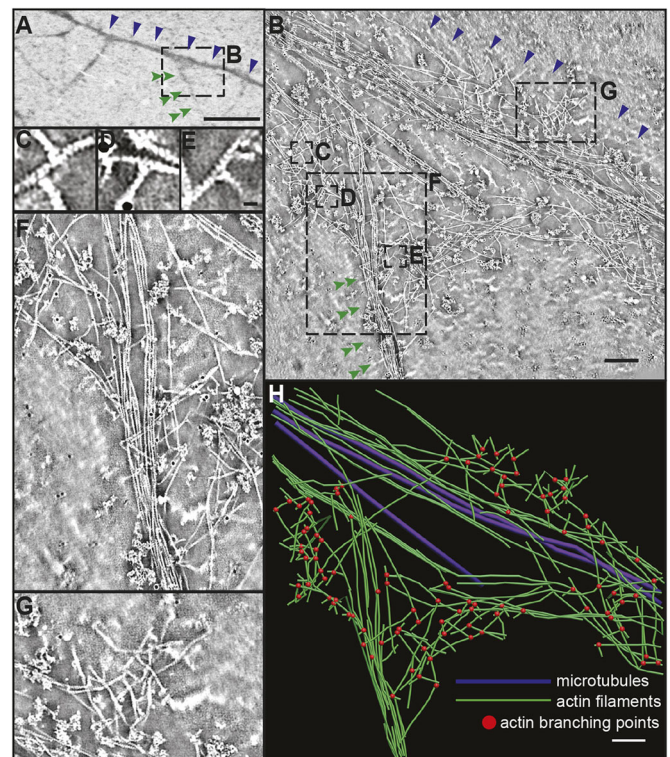 A
B
B
G
C
D
E
C
D
F
E
F
G
H
microtubules
actin filaments
actin branching points